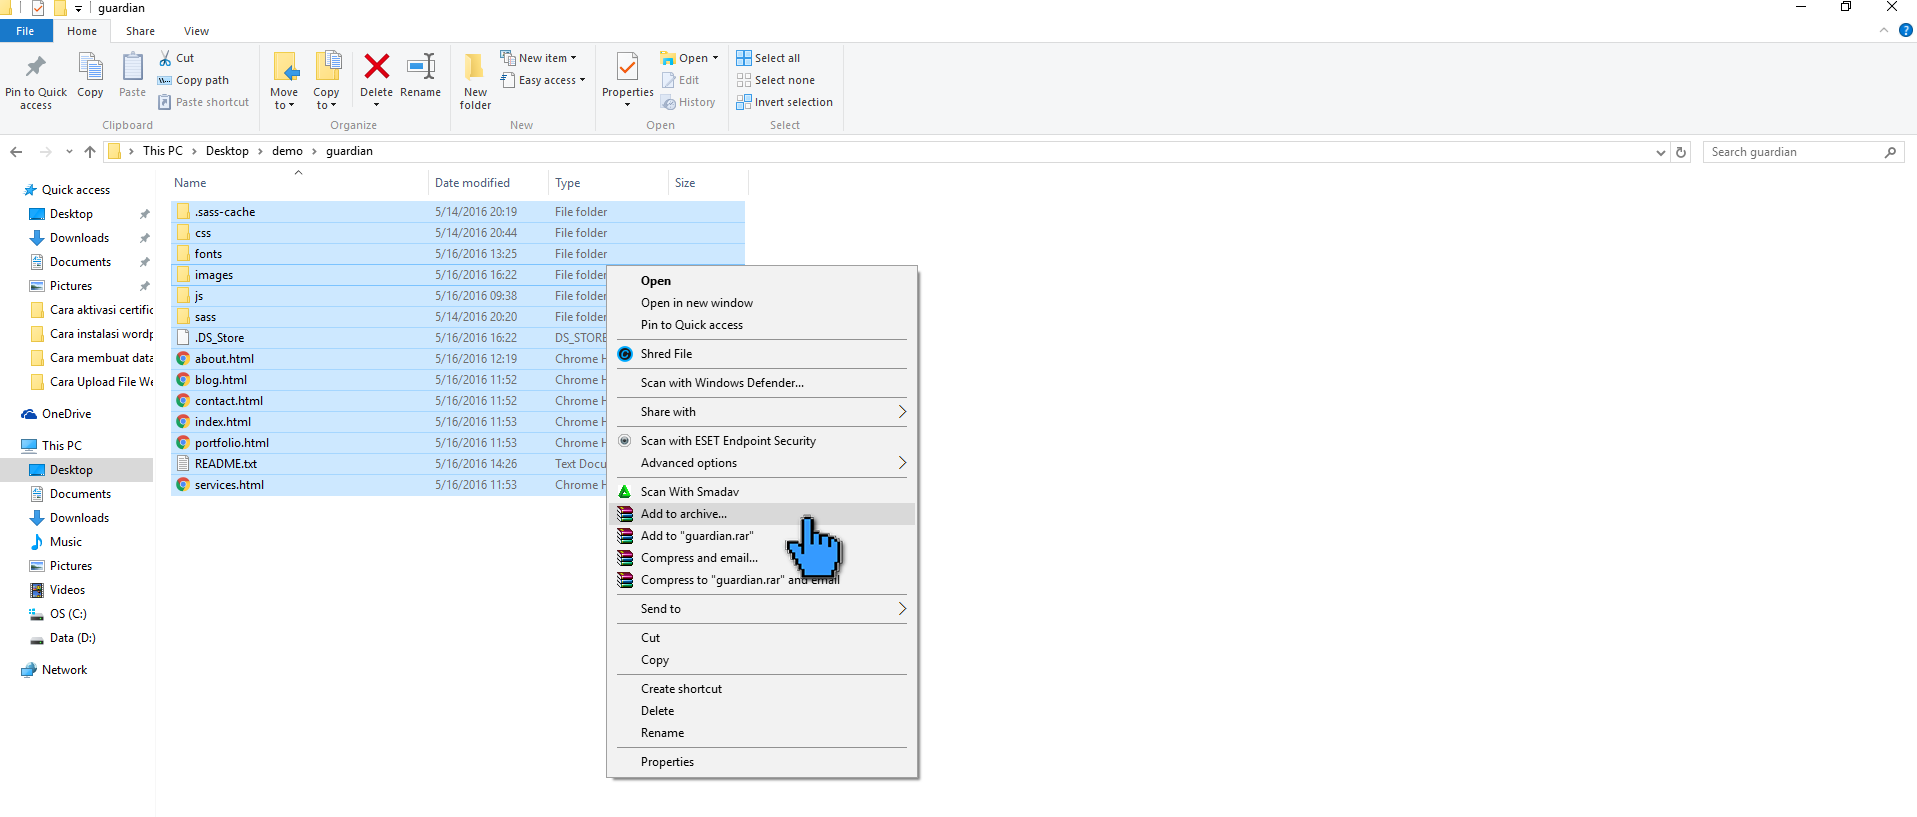 guardian
File Home Share View
Pin to Quick access
Copy
Paste
Cut
Copy path
Paste shortcut
Clipboard
Move to
Copy to
Delete
Rename
Organize
New folder
New item
Easy access
New
Properties
Open
Edit
History
Open
Select all
Select none
Invert selection
Select
This PC > Desktop > demo > guardian
Search guardian
Quick access
Desktop
Downloads
Documents
Pictures
Cara aktivasi certific
Cara instalasi wordp
Cara membuat data
Cara Upload File We
OneDrive
This PC
Desktop
Documents
Downloads
Music
Pictures
Videos
OS (C:)
Data (D:)
Network
Name Date modified Type Size
.sass-cache 5/14/2016 20:19 File folder
css 5/14/2016 20:44 File folder
fonts 5/16/2016 13:25 File folder
images 5/16/2016 16:22 File folder
js 5/16/2016 09:38 File folder
sass 5/14/2016 20:20 File folder
.DS_Store 5/16/2016 16:22 DS_STORE
about.html 5/16/2016 12:19 Chrome H
blog.html 5/16/2016 11:52 Chrome H
contact.html 5/16/2016 11:52 Chrome H
index.html 5/16/2016 11:53 Chrome H
portfolio.html 5/16/2016 11:53 Chrome H
README.txt 5/16/2016 14:26 Text Docu
services.html 5/16/2016 11:53 Chrome H
Open
Open in new window
Pin to Quick access
Shred File
Scan with Windows Defender...
Share with
Scan with ESET Endpoint Security
Advanced options
Scan With Smadav
Add to archive...
Add to "guardian.rar"
Compress and email...
Compress to "guardian.rar" and email
Send to
Cut
Copy
Create shortcut
Delete
Rename
Properties